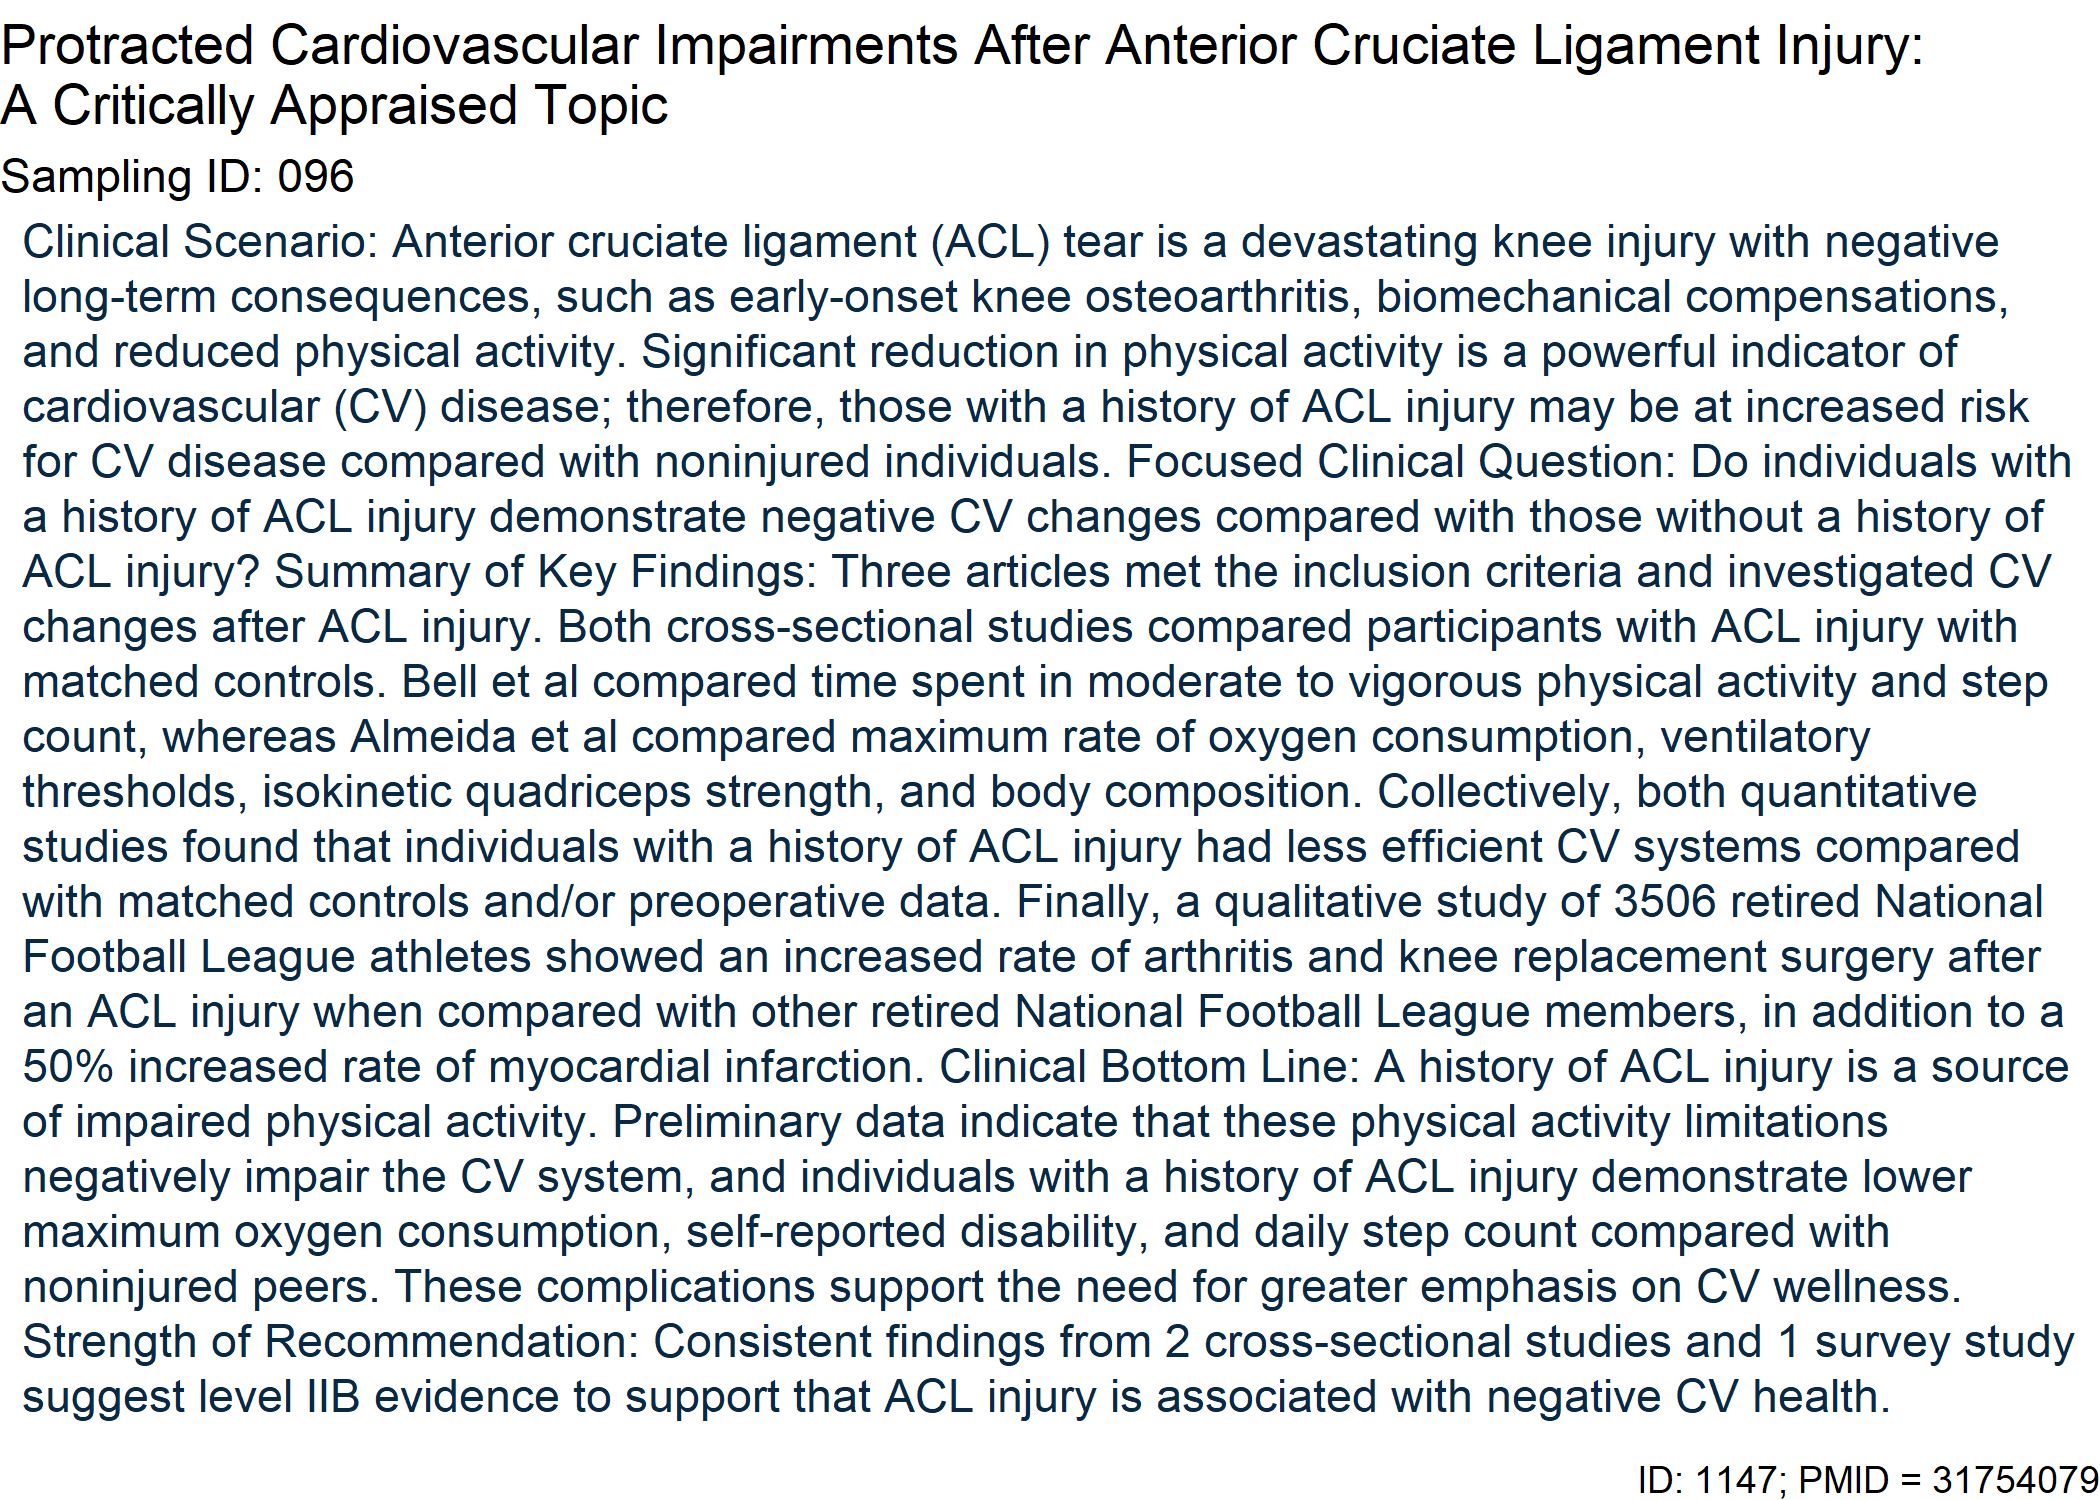 Protracted Cardiovascular Impairments After Anterior Cruciate Ligament Injury:
A Critically Appraised Topic
Sampling ID: 096
Clinical Scenario: Anterior cruciate ligament (ACL) tear is a devastating knee injury with negative
long-term consequences, such as early-onset knee osteoarthritis, biomechanical compensations,
and reduced physical activity. Significant reduction in physical activity is a powerful indicator of
cardiovascular (CV) disease; therefore, those with a history of ACL injury may be at increased risk
for CV disease compared with noninjured individuals. Focused Clinical Question: Do individuals with
a history of ACL injury demonstrate negative CV changes compared with those without a history of
ACL injury? Summary of Key Findings: Three articles met the inclusion criteria and investigated CV
changes after ACL injury. Both cross-sectional studies compared participants with ACL injury with
matched controls. Bell et al compared time spent in moderate to vigorous physical activity and step
count, whereas Almeida et al compared maximum rate of oxygen consumption, ventilatory
thresholds, isokinetic quadriceps strength, and body composition. Collectively, both quantitative
studies found that individuals with a history of ACL injury had less efficient CV systems compared
with matched controls and/or preoperative data. Finally, a qualitative study of 3506 retired National
Football League athletes showed an increased rate of arthritis and knee replacement surgery after
an ACL injury when compared with other retired National Football League members, in addition to a
50% increased rate of myocardial infarction. Clinical Bottom Line: A history of ACL injury is a source
of impaired physical activity. Preliminary data indicate that these physical activity limitations
negatively impair the CV system, and individuals with a history of ACL injury demonstrate lower
maximum oxygen consumption, self-reported disability, and daily step count compared with
noninjured peers. These complications support the need for greater emphasis on CV wellness.
Strength of Recommendation: Consistent findings from 2 cross-sectional studies and 1 survey study
suggest level IIB evidence to support that ACL injury is associated with negative CV health.
ID: 1147; PMID = 31754079